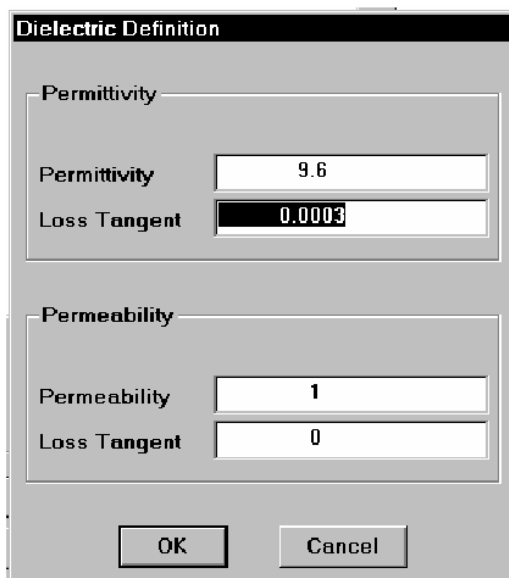 Dielectric Definition
Permittivity
Permittivity 9.6
Loss Tangent 0.0003
Permeability
Permeability 1
Loss Tangent 0
OK Cancel